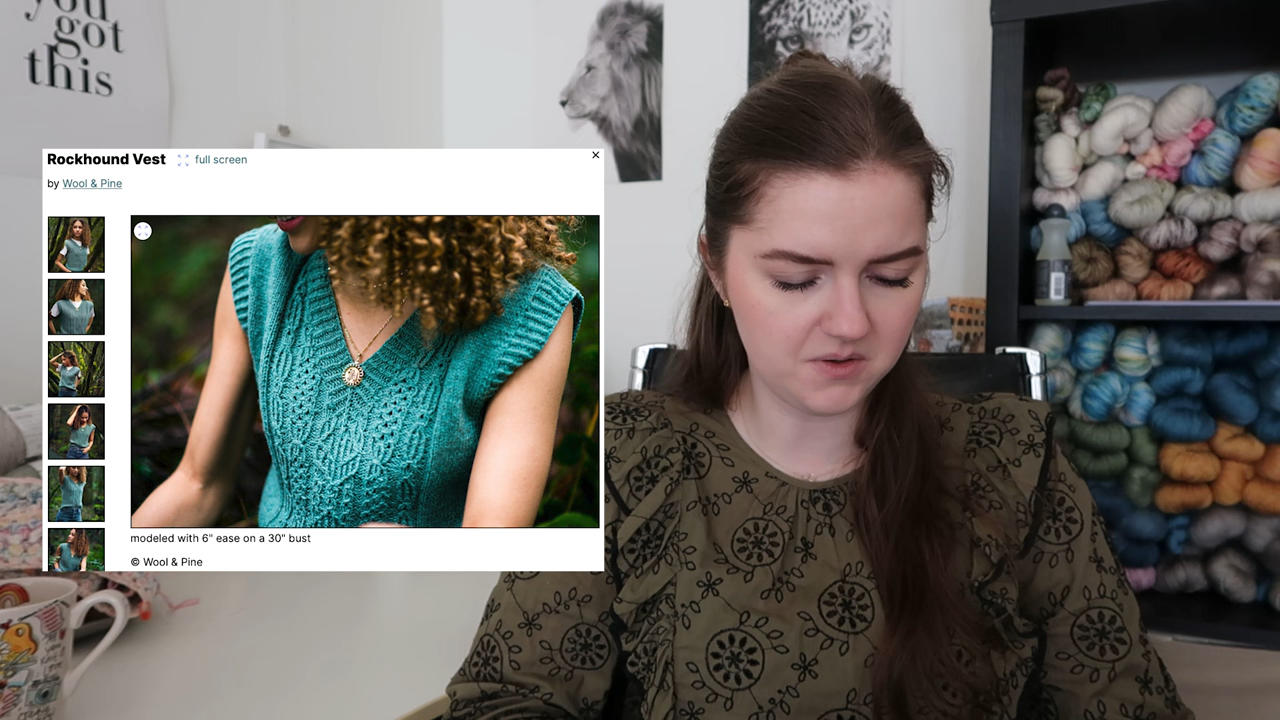 you
got
this
Rockhound Vest full screen
by Wool & Pine
modeled with 6" ease on a 30" bust
© Wool & Pine